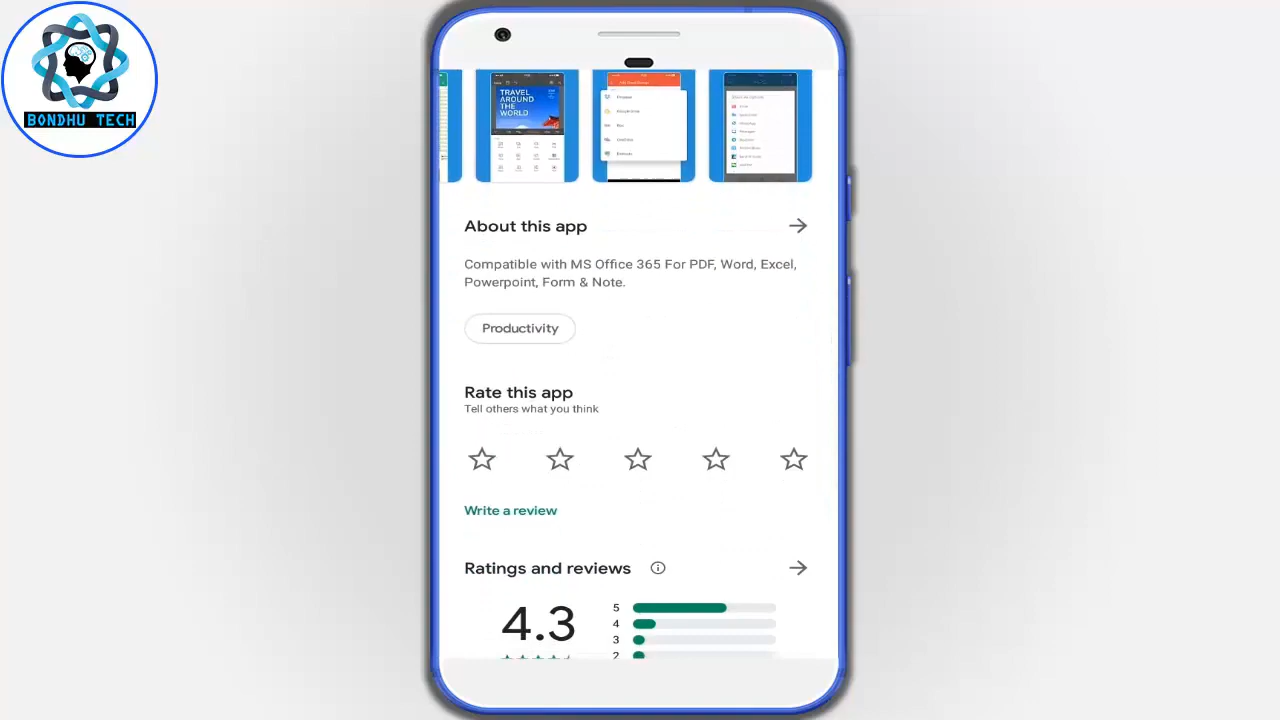 BONDHU TECH
TRAVEL
AROUND
THE
WORLD
About this app
Compatible with MS Office 365 For PDF, Word, Excel,
Powerpoint, Form & Note.
Productivity
Rate this app
Tell others what you think
Write a review
Ratings and reviews
4.3
5
4
3
2